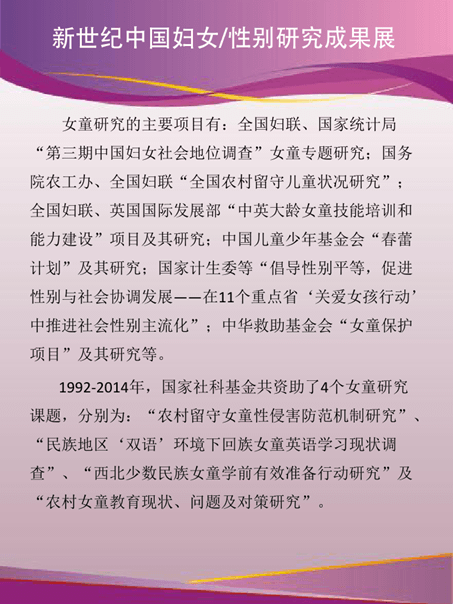 新世纪中国妇女/性别研究成果展
女童研究的主要项目有：全国妇联、国家统计局
“第三期中国妇女社会地位调查”女童专题研究；国务
院农工办、全国妇联“全国农村留守儿童状况研究”；
全国妇联、英国国际发展部“中英大龄女童技能培训和
能力建设”项目及其研究；中国儿童少年基金会“春蕾
计划”及其研究；国家计生委等“倡导性别平等，促进
性别与社会协调发展——在11个重点省‘关爱女孩行动’
中推进社会性别主流化”；中华救助基金会“女童保护
项目”及其研究等。
1992-2014年，国家社科基金共资助了4个女童研究
课题，分别为：“农村留守女童性侵害防范机制研究”、
“民族地区‘双语’环境下回族女童英语学习现状调
查”、“西北少数民族女童学前有效准备行动研究”及
“农村女童教育现状、问题及对策研究”。